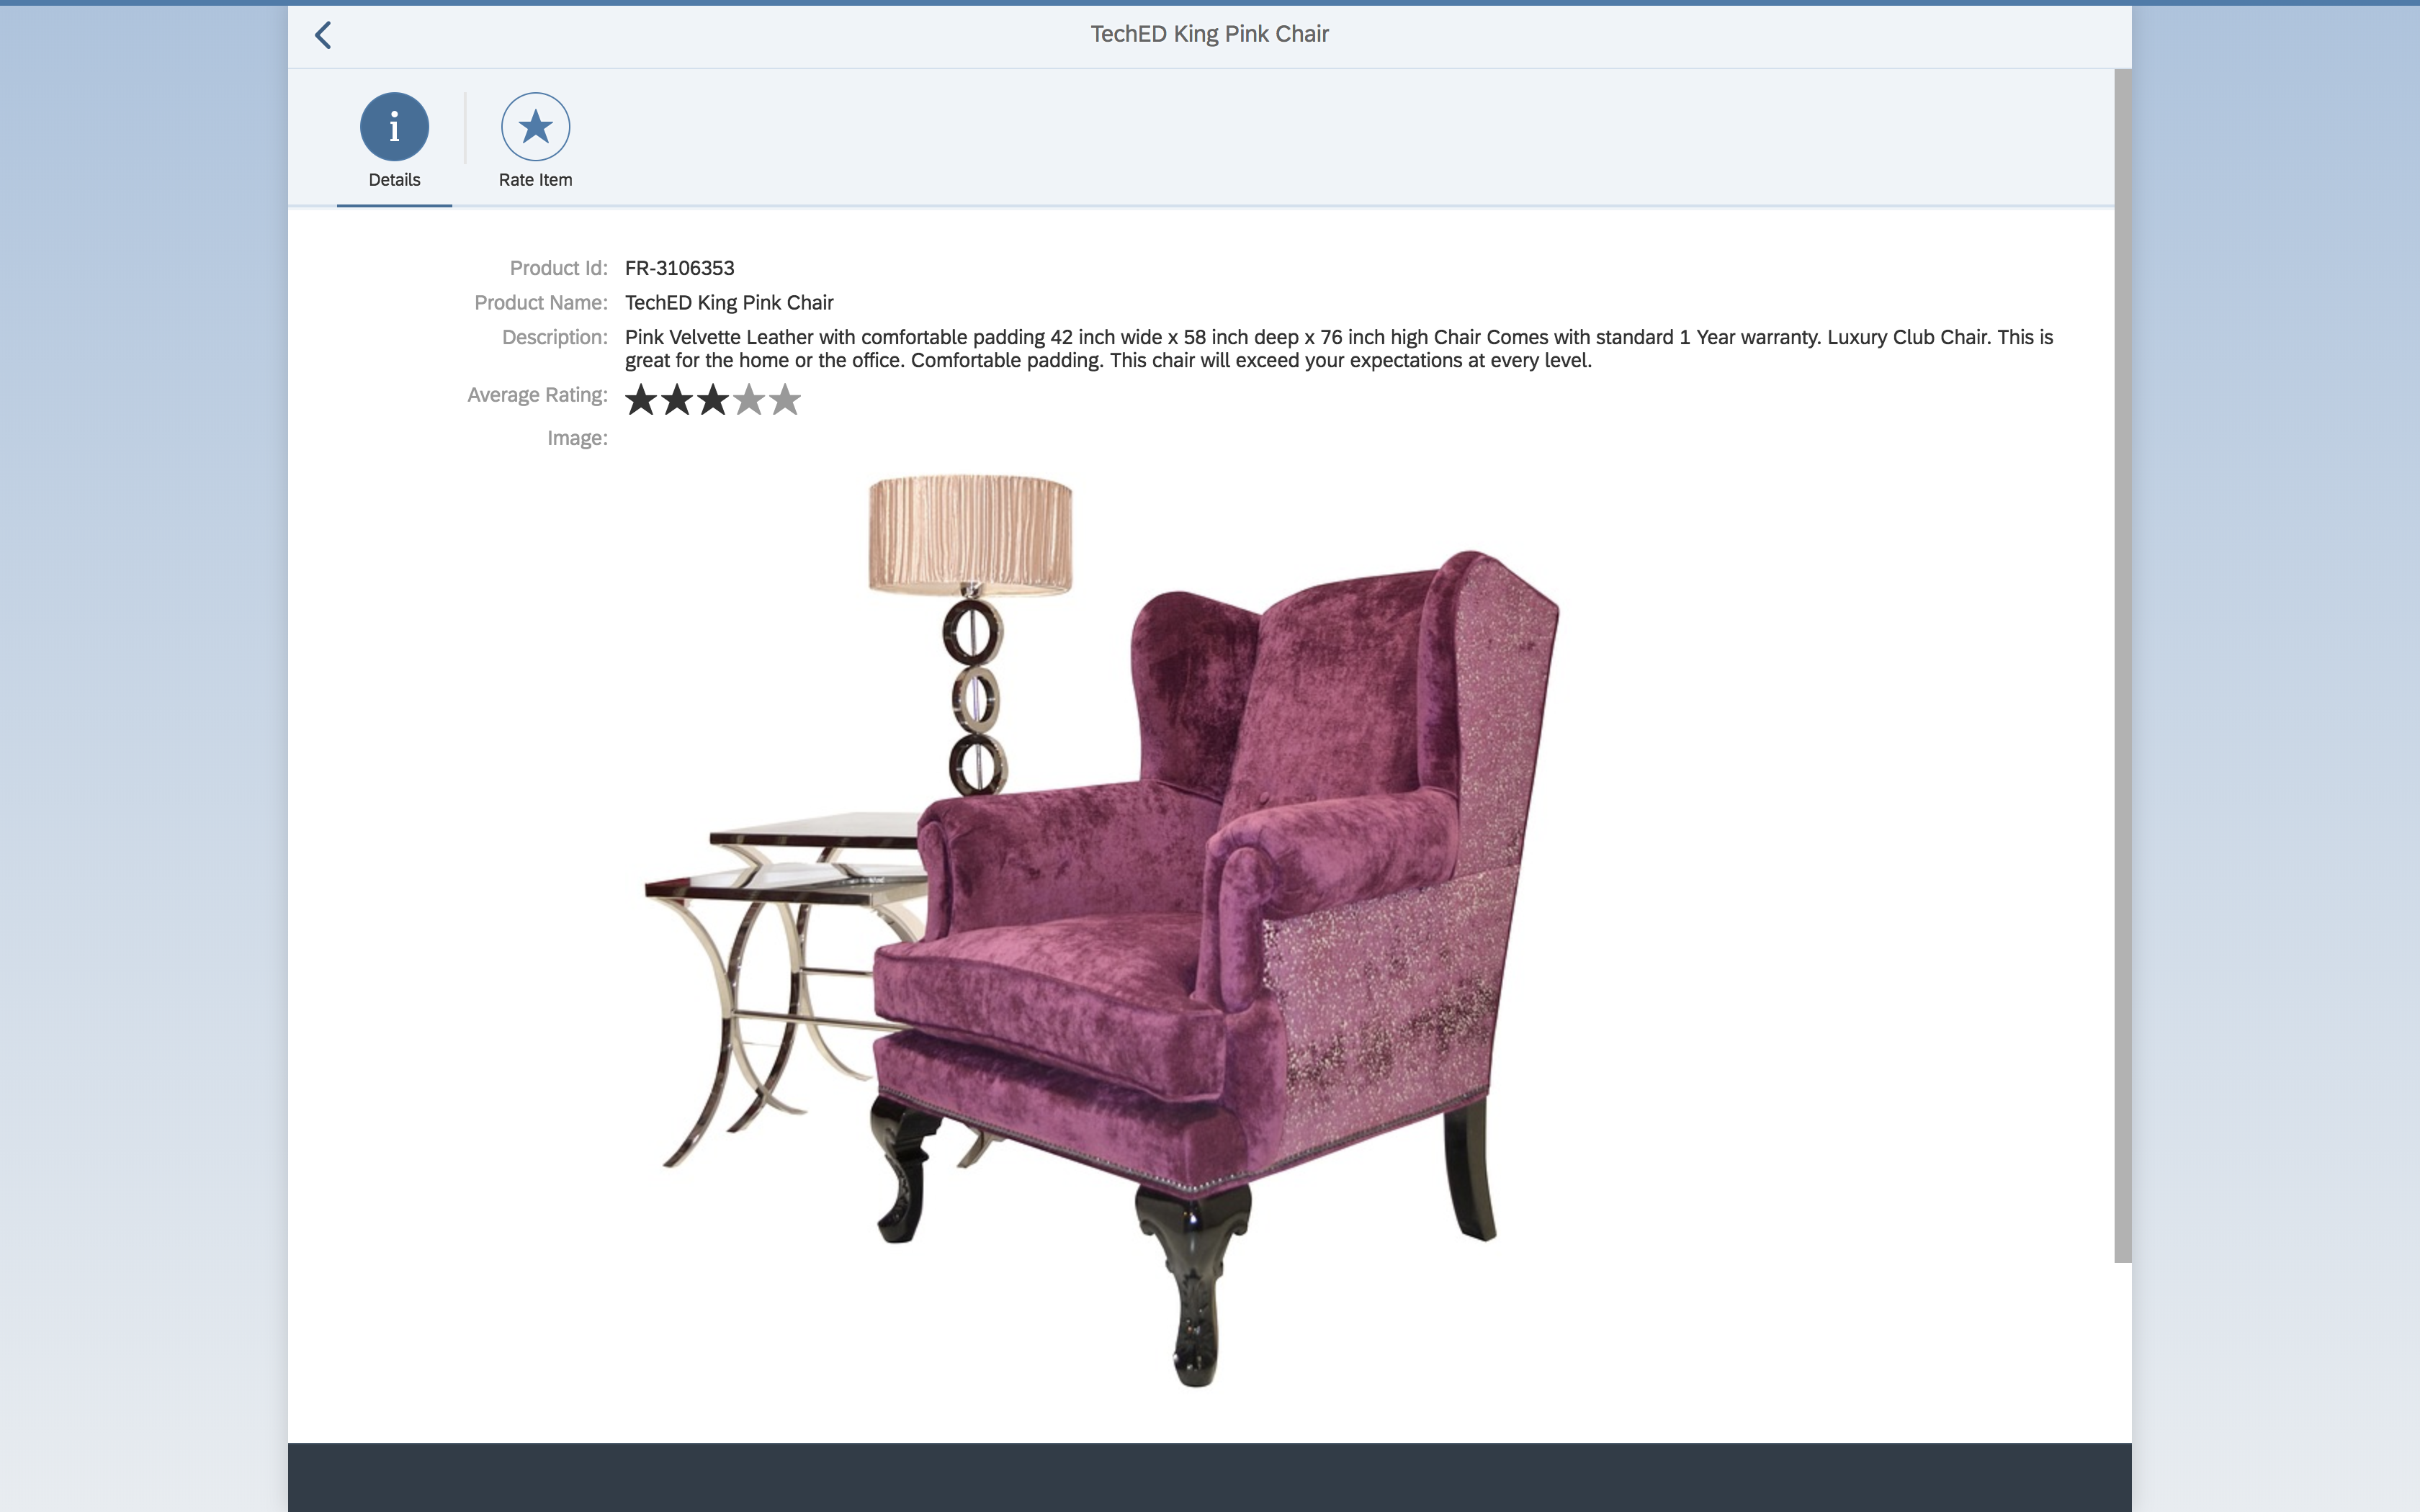 TechED King Pink Chair
Details
Rate Item
Product Id: FR-3106353
Product Name: TechED King Pink Chair
Description: Pink Velvette Leather with comfortable padding 42 inch wide x 58 inch deep x 76 inch high Chair Comes with standard 1 Year warranty. Luxury Club Chair. This is
great for the home or the office. Comfortable padding. This chair will exceed your expectations at every level.
Average Rating:
Image: